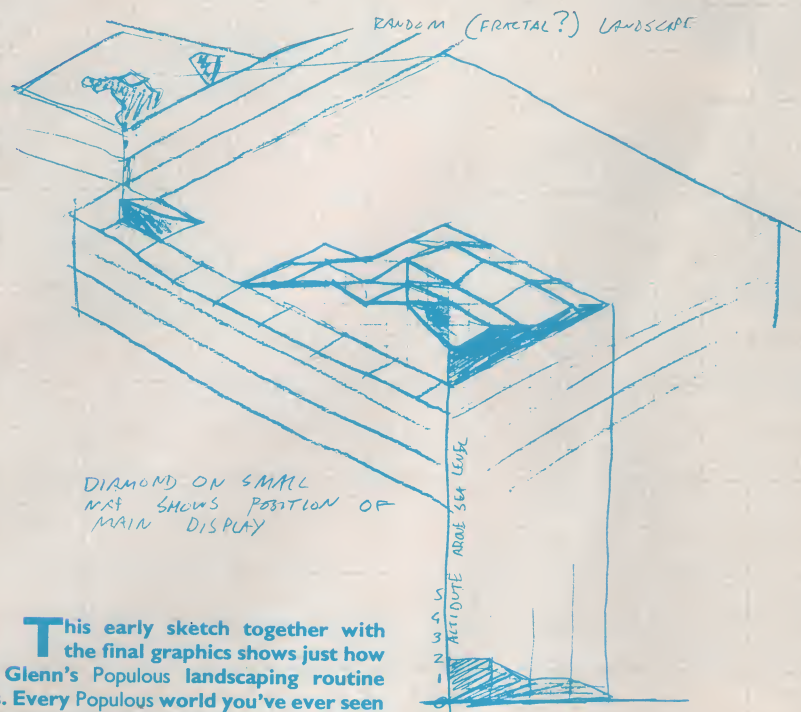 RANDOM (FRACTAL?) LANDSCAPE
DIAMOND ON SMALL
MAP SHOWS POSITION OF
MAIN DISPLAY
ALTIDUTE ABOVE SEA LEVEL
5
4
3
2
1
0
This early sketch together with
the final graphics shows just how
Glenn's Populous landscaping routine
s. Every Populous world you've ever seen